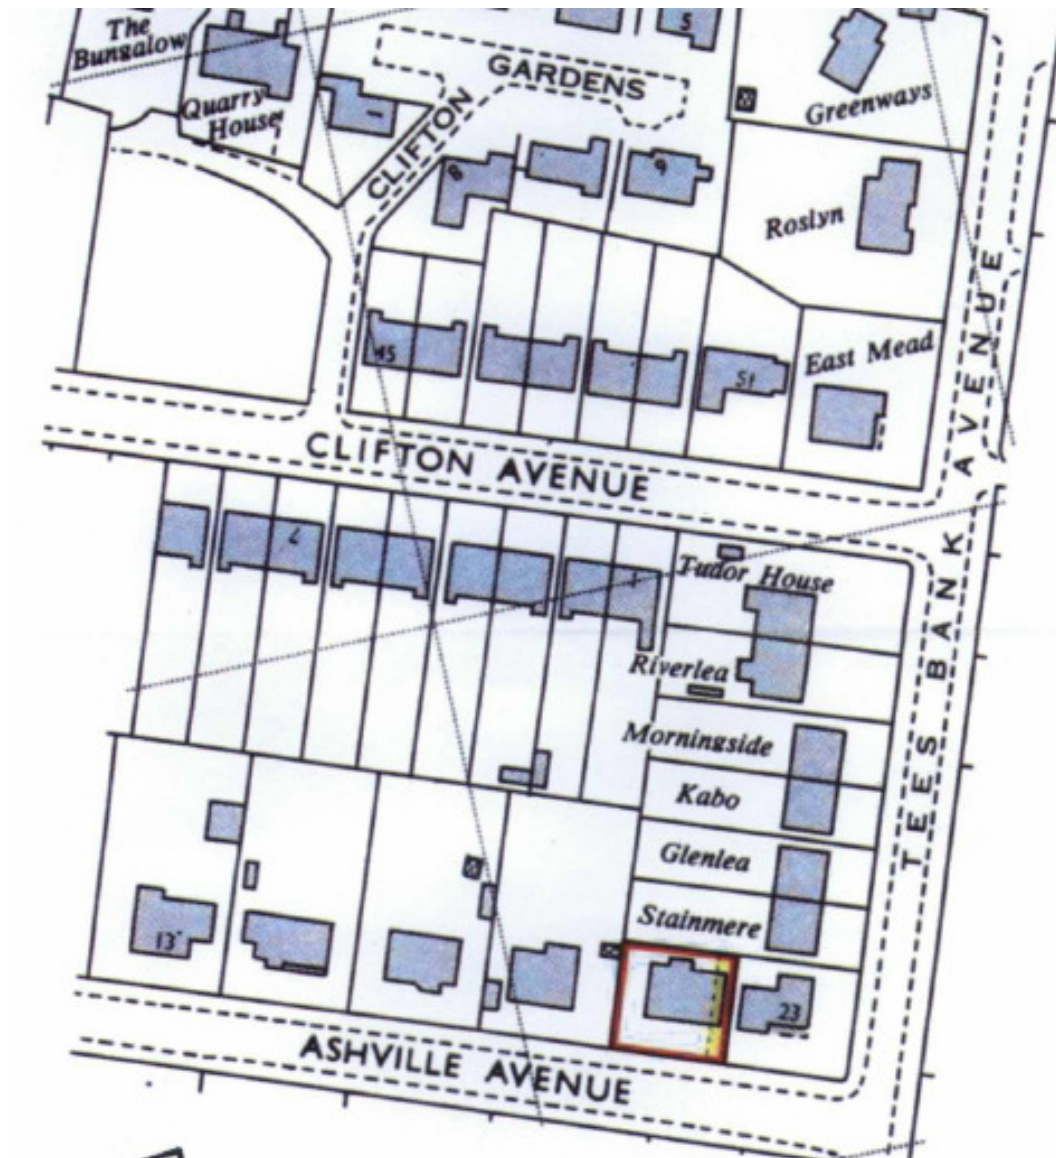 The
Bungalow
5
GARDENS
Greenways
Quarry
House
1
CLIFTON
8
9
Roslyn
AVENUE
45
51
East Mead
CLIFTON AVENUE
7
1
Tudor House
Riverlea
TEES BANK
Morningside
Kabo
Glenlea
Stainmere
13
23
ASHVILLE AVENUE